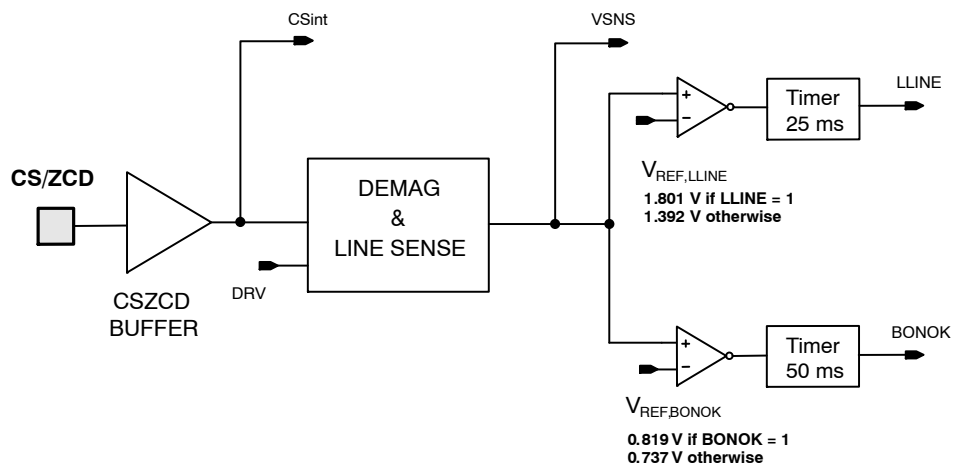 CSint
VSNS
LLINE
Timer
25 ms
+
−
CS/ZCD
V_REF,LLINE
1.801 V if LLINE = 1
1.392 V otherwise
DEMAG
&
LINE SENSE
DRV
CSZCD
BUFFER
BONOK
Timer
50 ms
+
−
V_REF,BONOK
0.819 V if BONOK = 1
0.737 V otherwise